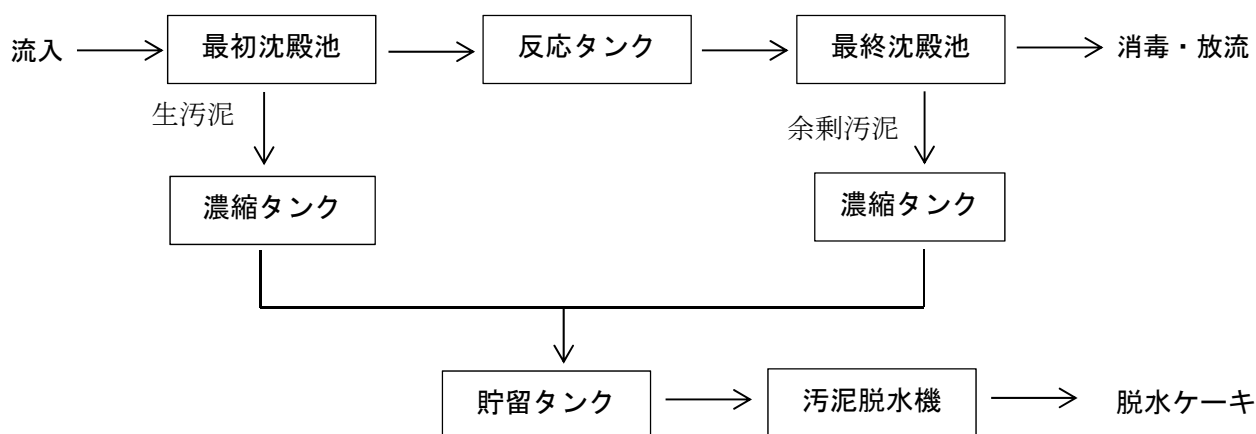 流入
最初沈殿池
反応タンク
最終沈殿池
消毒・放流
生汚泥
余剰汚泥
濃縮タンク
濃縮タンク
貯留タンク
汚泥脱水機
脱水ケーキ